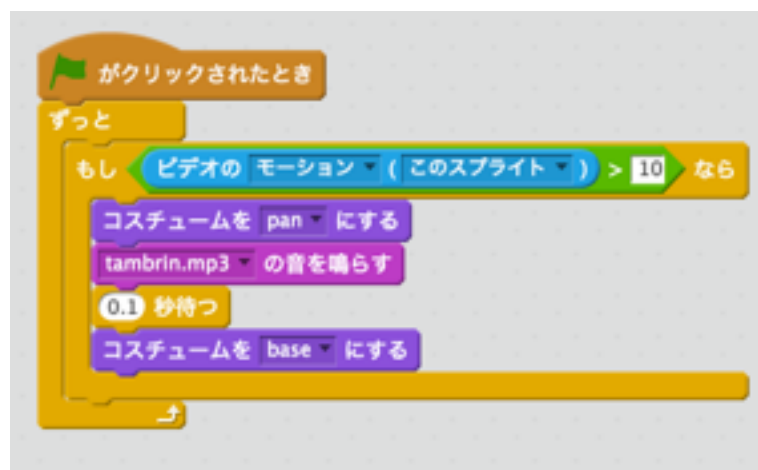 がクリックされたとき
ずっと
もし ビデオの モーション ( このスプライト ) > 10 なら
コスチュームを pan にする
tambrin.mp3 の音を鳴らす
0.1 秒待つ
コスチュームを base にする